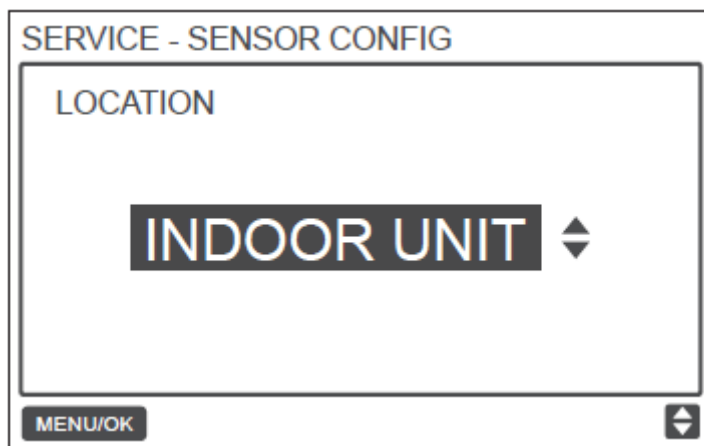 SERVICE - SENSOR CONFIG
LOCATION
INDOOR UNIT
MENU/OK